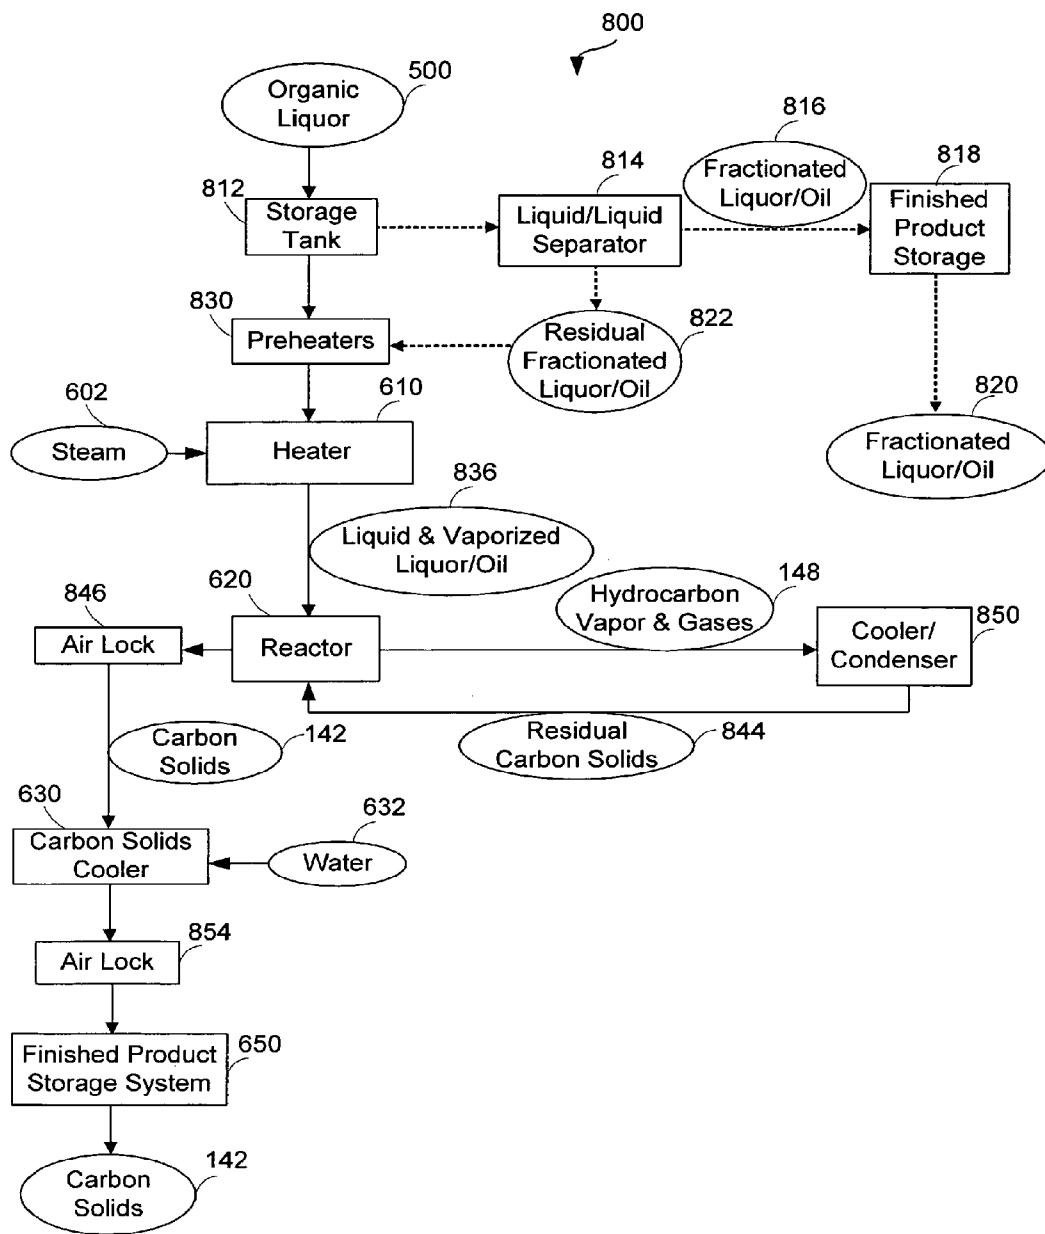 800
500
Organic
Liquor
816
812
814
Fractionated
Liquor/Oil
818
Storage
Tank
Liquid/Liquid
Separator
Finished
Product
Storage
830
Preheaters
Residual
Fractionated
Liquor/Oil
822
602
610
820
Steam
Heater
Fractionated
Liquor/Oil
836
Liquid & Vaporized
Liquor/Oil
620
148
846
Hydrocarbon
Vapor & Gases
Air Lock
Reactor
Cooler/
Condenser
850
Carbon
Solids
142
Residual
Carbon Solids
844
630
632
Carbon Solids
Cooler
Water
854
Air Lock
650
Finished Product
Storage System
142
Carbon
Solids